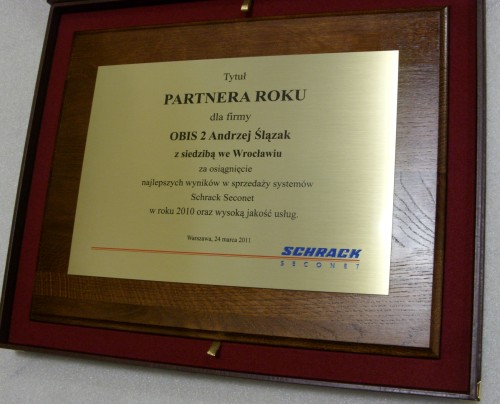 Tytuł
PARTNERA ROKU
dla firmy
OBIS 2 Andrzej Ślązak
z siedzibą we Wrocławiu
za osiągnięcie
najlepszych wyników w sprzedaży systemów
Schrack Seconet
w roku 2010 oraz wysoką jakość usług.
Warszawa, 24 marca 2011
SCHRACK
SECONET